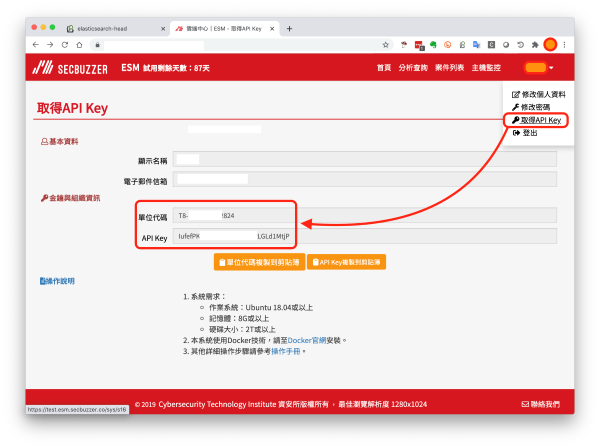 elasticsearch-head
雲端中心 | ESM - 取得API Key
SECBUZZER ESM 試用剩餘天數：87天
首頁 分析查詢 案件列表 主機監控
修改個人資料
修改密碼
取得API Key
登出
取得API Key
基本資料
顯示名稱
電子郵件信箱
金鑰與組織資訊
單位代碼 T8- 824
API Key IufefPK LGLd1MtjP
單位代碼複製到剪貼簿 API Key複製到剪貼簿
操作說明
1. 系統需求：
作業系統：Ubuntu 18.04或以上
記憶體：8G或以上
硬碟大小：2T或以上
2. 本系統使用Docker技術，請至Docker官網安裝。
3. 其他詳細操作步驟請參考操作手冊。
© 2019 Cybersecurity Technology Institute 資安所版權所有 ， 最佳瀏覽解析度 1280x1024
聯絡我們
https://test.esm.secbuzzer.co/sys/s16